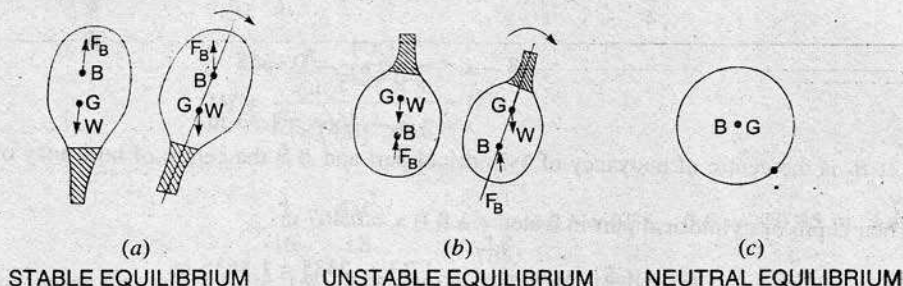 F_B
B
G
W
F_B
B
G
W
G
W
B
F_B
G
W
B
F_B
B G
(a)
(b)
(c)
STABLE EQUILIBRIUM
UNSTABLE EQUILIBRIUM
NEUTRAL EQUILIBRIUM